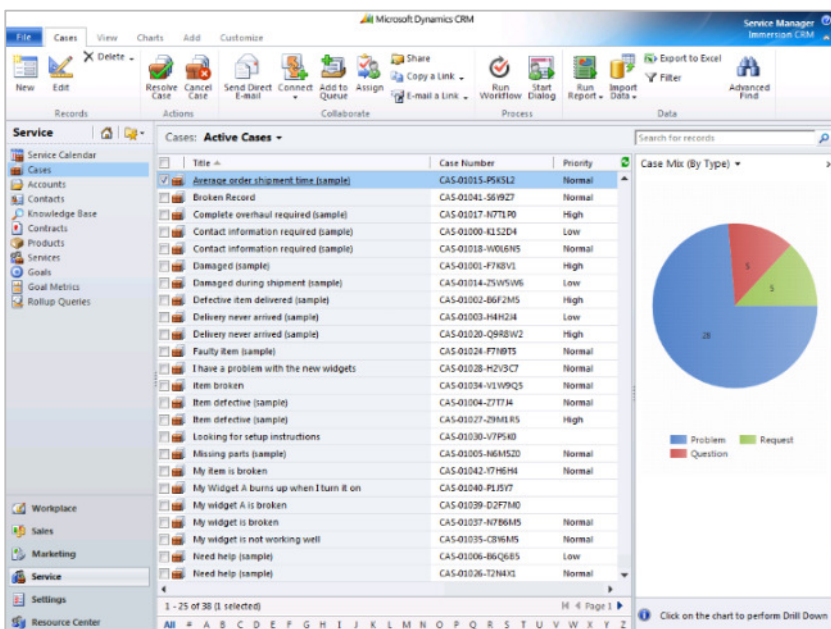 Microsoft Dynamics CRM
Service Manager
Immersion CRM
File Cases View Charts Add Customize
New
Edit
Delete
Records
Resolve Case
Cancel Case
Actions
Send Direct E-mail
Connect
Add to Queue
Assign
Share
Copy a Link
E-mail a Link
Collaborate
Run Workflow
Start Dialog
Process
Run Report
Import Data
Export to Excel
Filter
Advanced Find
Data
Service
Service Calendar
Cases
Accounts
Contacts
Knowledge Base
Contracts
Products
Services
Goals
Goal Metrics
Rollup Queries
Workplace
Sales
Marketing
Service
Settings
Resource Center
Cases: Active Cases
Search for records
Title Case Number Priority
Average order shipment time (sample) CAS-01015-P5K5L2 Normal
Broken Record CAS-01041-S6Y9Z7 Normal
Complete overhaul required (sample) CAS-01017-N7T1P0 High
Contact information required (sample) CAS-01000-K1S2D4 Low
Contact information required (sample) CAS-01018-W0L6N5 Normal
Damaged (sample) CAS-01001-F7K8V1 High
Damaged during shipment (sample) CAS-01014-Z5W5W6 Low
Defective item delivered (sample) CAS-01002-B6F2M5 High
Delivery never arrived (sample) CAS-01003-H4H2J4 Low
Delivery never arrived (sample) CAS-01020-Q9R8W2 High
Faulty item (sample) CAS-01024-F7N9T5 Normal
I have a problem with the new widgets CAS-01028-H2V3C7 Normal
Item broken CAS-01034-V1W9Q5 Normal
Item defective (sample) CAS-01004-Z7T7J4 Normal
Item defective (sample) CAS-01027-Z9M1R5 High
Looking for setup instructions CAS-01030-V7P5K0
Missing parts (sample) CAS-01005-N6M5Z0 Normal
My item is broken CAS-01042-Y7H6H4 Normal
My Widget A burns up when I turn it on CAS-01040-P1J5Y7
My widget A is broken CAS-01039-D2F7M0
My widget is broken CAS-01037-N7B6M5 Normal
My widget is not working well CAS-01035-C8Y6M5 Normal
Need help (sample) CAS-01006-B6Q6B5 Low
Need help (sample) CAS-01026-T2N4X1 Normal
1 - 25 of 38 (1 selected) Page 1
All # A B C D E F G H I J K L M N O P Q R S T U V W X Y Z
Case Mix (By Type)
5
5
28
Problem Request
Question
Click on the chart to perform Drill Down